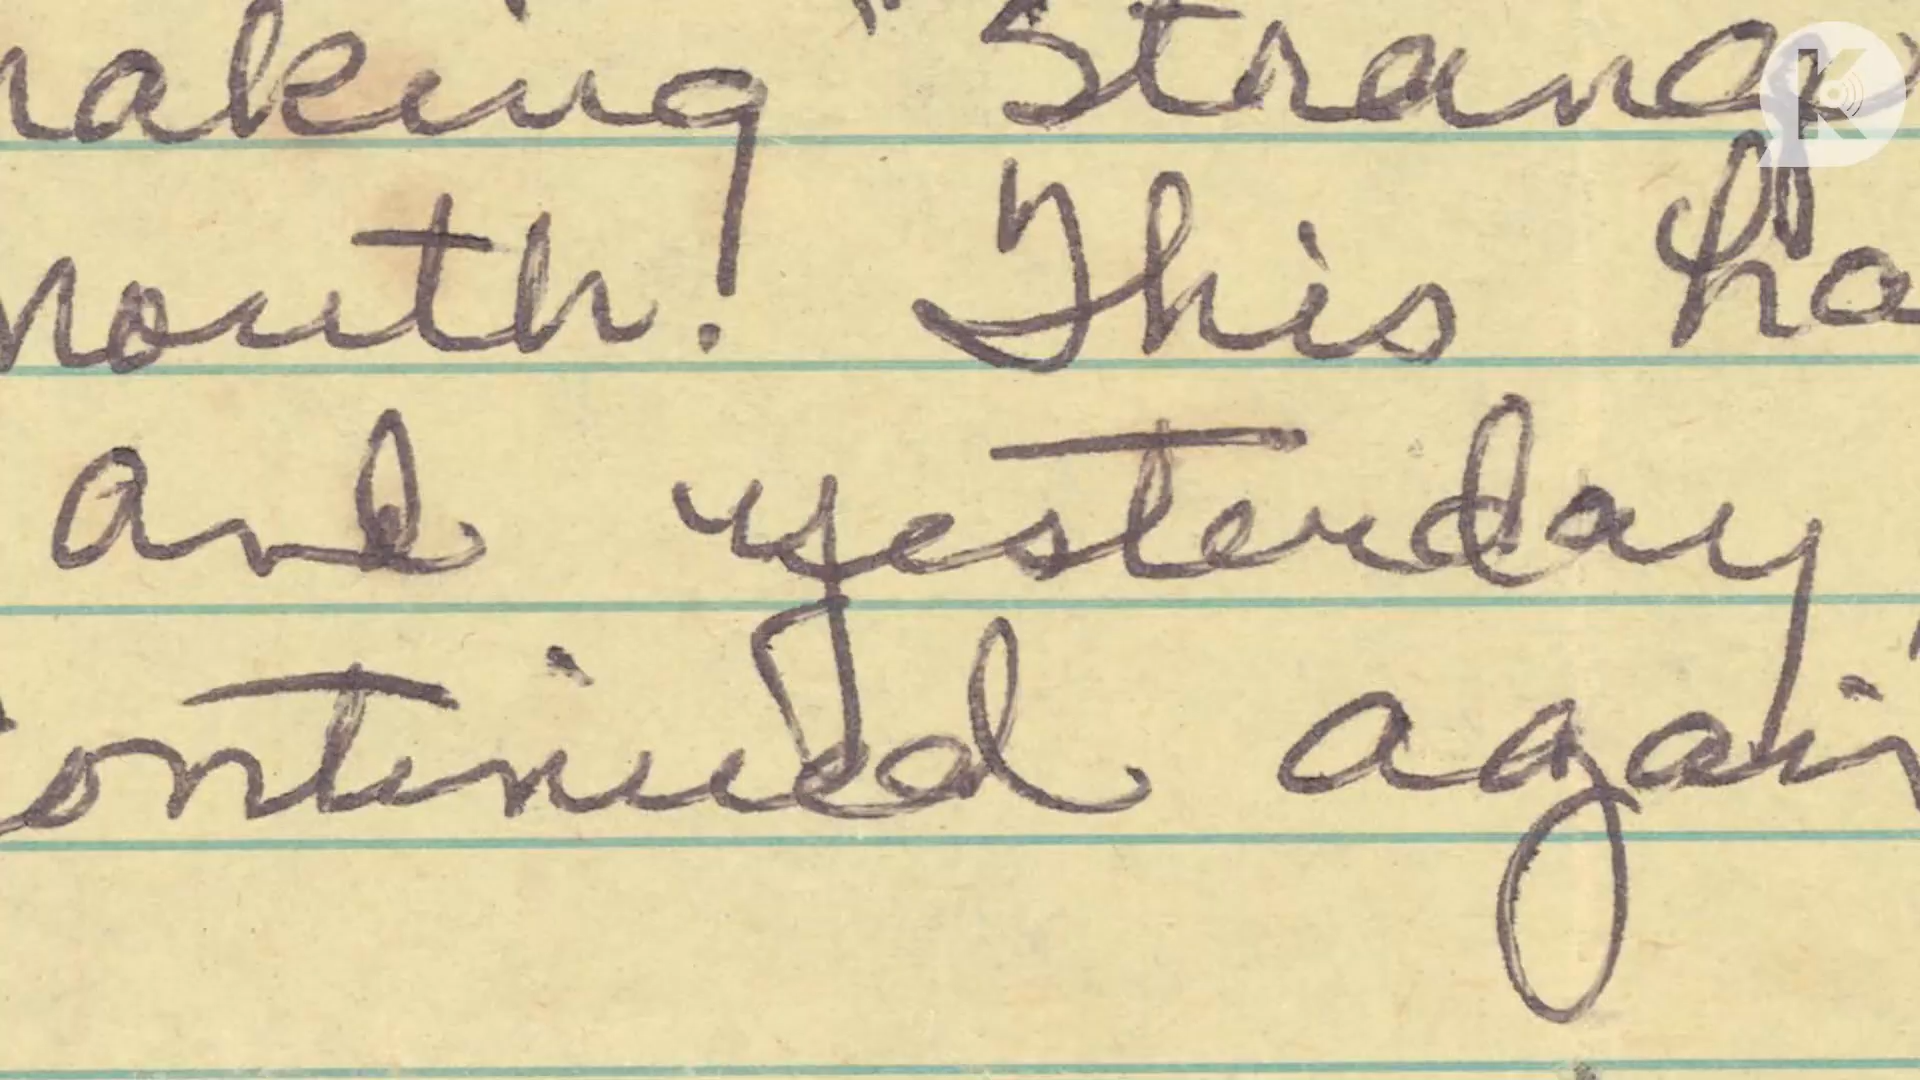 making "Strang
mouth. This ha
and yesterday
continued again